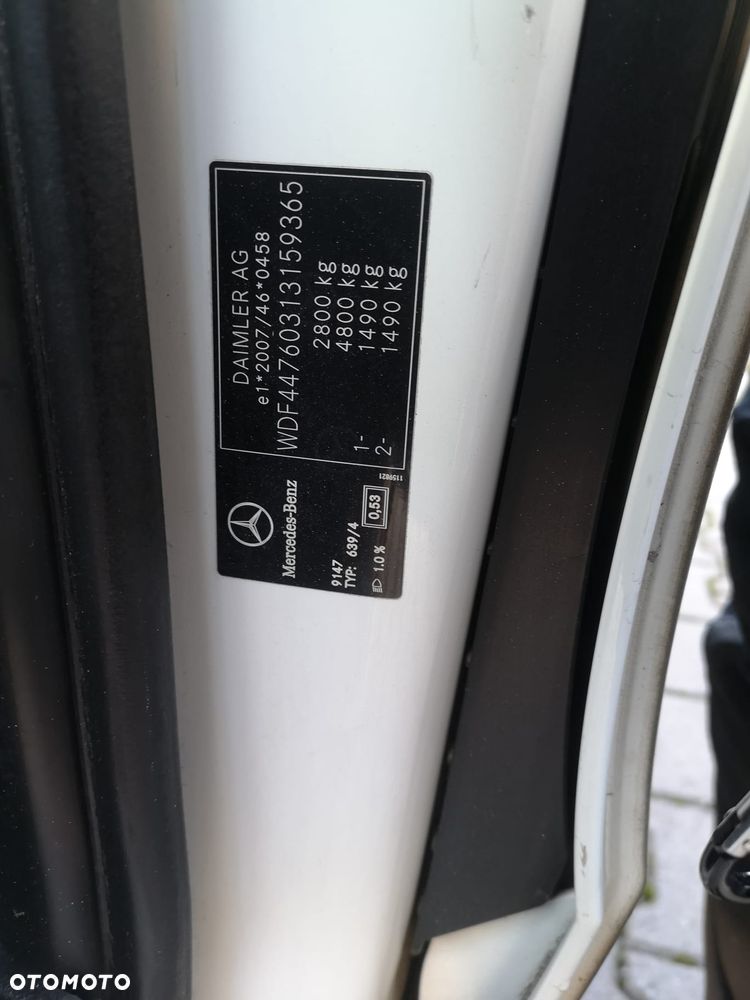 DAIMLER AG
e1*2007/46*0458
WDF44760313159365
2800 kg
4800 kg
1- 1490 kg
2- 1490 kg
Mercedes-Benz
9147
TYP: 639/4
0,53
1.0 %
1159821
OTOMOTO